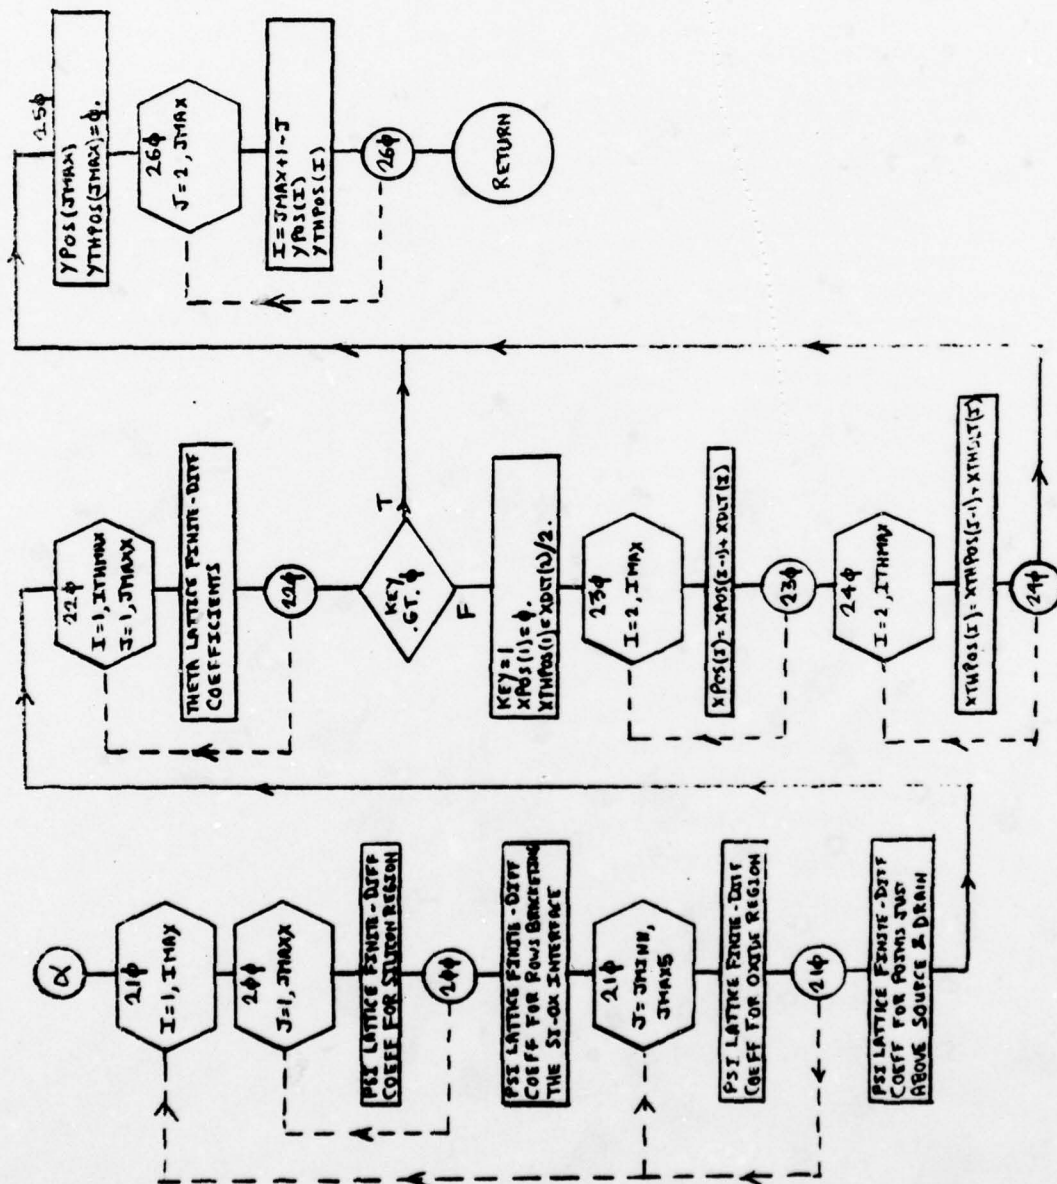 α
21φ
I=1, IMAX
2φφ
J=1, JMAXX
PSI LATTICE FINITE-DIFF
COEFF FOR SILICON REGION
2φφ
PSI LATTICE FINITE-DIFF
COEFF FOR ROWS BRACKETING
THE SI-OX INTERFACE
21φ
J=JMINN,
JMAX5
PSI LATTICE FINITE-DIFF
COEFF FOR OXIDE REGION
21φ
PSI LATTICE FINITE-DIFF
COEFF FOR POINTS JUST
ABOVE SOURCE & DRAIN
22φ
I=1, ITHMAX
J=1, JMAXX
THETA LATTICE FINITE-DIFF
COEFFICIENTS
22φ
KEY
.GT. φ
T
F
KEY=1
XPOS(1)=φ.
XTHPOS(1)=XDLT(2)/2.
23φ
I=2, IMAX
XPOS(I)=XPOS(I-1)+XDLT(I)
23φ
24φ
I=2, ITHMAX
XTHPOS(I)=XTHPOS(I-1)+XTHDLT(I)
24φ
25φ
YPOS(JMAX)
YTHPOS(JMAX)=φ.
26φ
J=2, JMAX
I=JMAX+1-J
YPOS(I)
YTHPOS(I)
26φ
RETURN